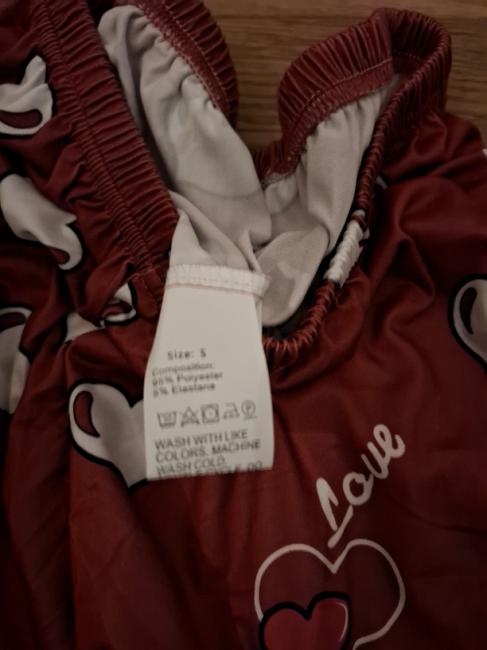 Size: S
Composition:
95% Polyester
5% Elastane
WASH WITH LIKE
COLORS. MACHINE
WASH COLD.
Love